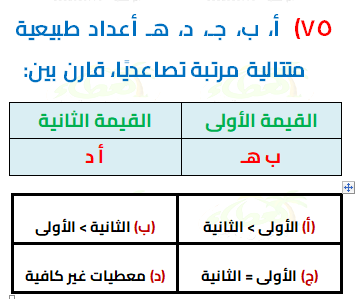 ٧٥) أ، ب، جـ، د، هـ أعداد طبيعية
متتالية مرتبة تصاعديًا، قارن بين:
القيمة الأولى القيمة الثانية
ب هـ أ د
(أ) الأولى > الثانية (ب) الثانية > الأولى
(ج) الأولى = الثانية (د) معطيات غير كافية